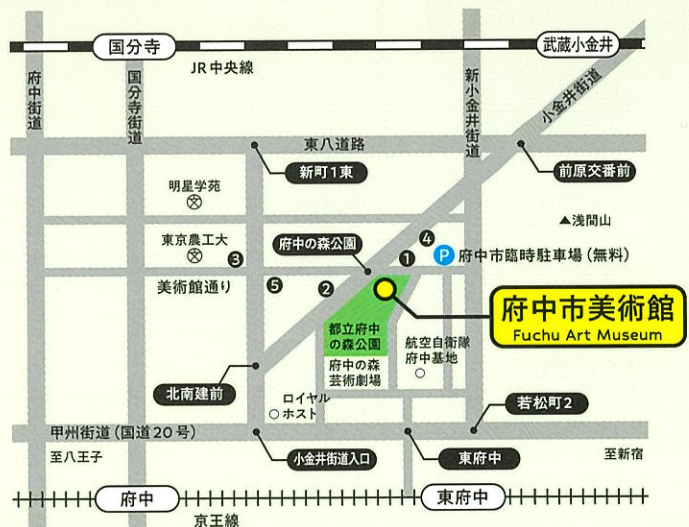 国分寺
武蔵小金井
JR中央線
府中街道
国分寺街道
新小金井街道
小金井街道
東八道路
新町1東
前原交番前
明星学苑
文
▲浅間山
府中の森公園
❹
東京農工大
文
❸
❶
P 府中市臨時駐車場(無料)
美術館通り
❺
❷
府中市美術館
Fuchu Art Museum
都立府中
の森公園
航空自衛隊
府中基地
府中の森
芸術劇場
北南建前
ロイヤル
ホスト
若松町2
甲州街道(国道20号)
至八王子
小金井街道入口
東府中
至新宿
府中
東府中
京王線